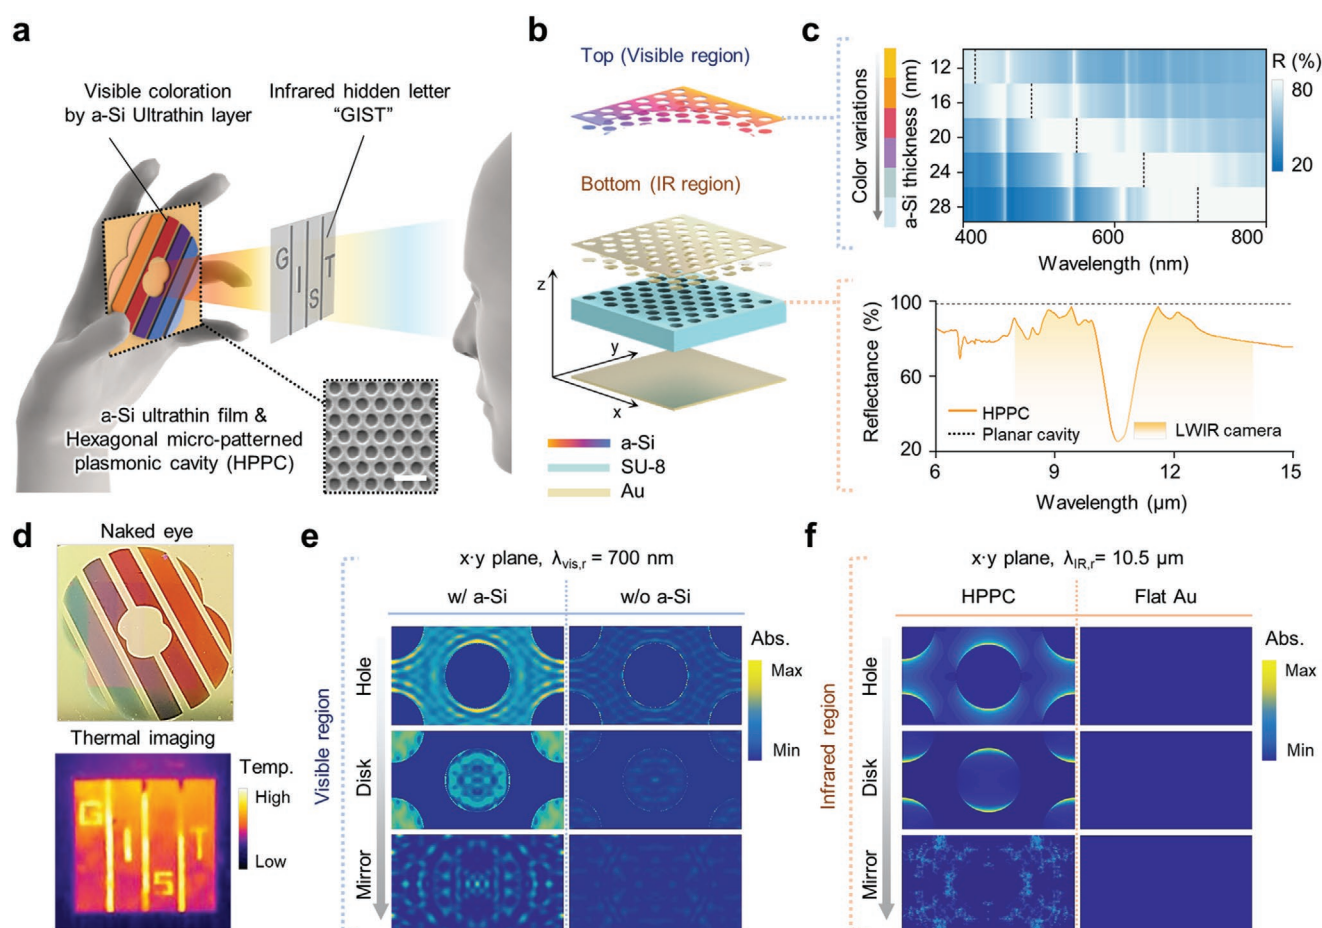 a
Visible coloration
by a-Si Ultrathin layer
Infrared hidden letter
“GIST”
G
I
S
T
a-Si ultrathin film &
Hexagonal micro-patterned
plasmonic cavity (HPPC)
b
Top (Visible region)
Bottom (IR region)
z
y
x
a-Si
SU-8
Au
c
Color variations
a-Si thickness (nm)
12
16
20
24
28
400
600
800
Wavelength (nm)
R (%)
80
20
Reflectance (%)
100
60
20
HPPC
Planar cavity
LWIR camera
6
9
12
15
Wavelength (µm)
d
Naked eye
Thermal imaging
G
I
S
T
Temp.
High
Low
e
x·y plane, λvis,r = 700 nm
w/ a-Si
w/o a-Si
Visible region
Hole
Disk
Mirror
Abs.
Max
Min
f
x·y plane, λIR,r= 10.5 µm
HPPC
Flat Au
Infrared region
Hole
Disk
Mirror
Abs.
Max
Min